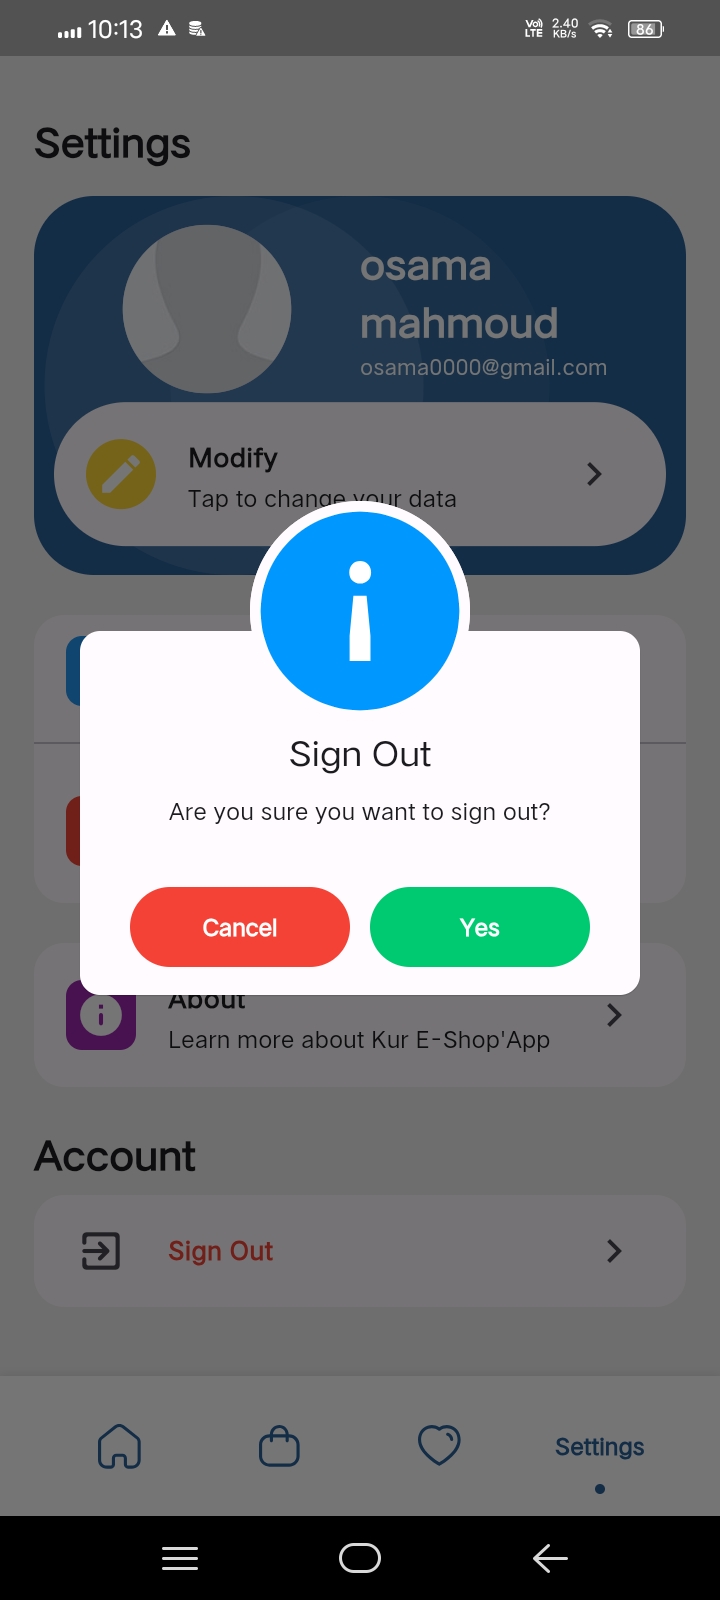 10:13
VoI) LTE
2.40 KB/s
86
Settings
osama
mahmoud
osama0000@gmail.com
Modify
Tap to change your data
Sign Out
Are you sure you want to sign out?
Cancel
Yes
About
Learn more about Kur E-Shop'App
Account
Sign Out
Settings